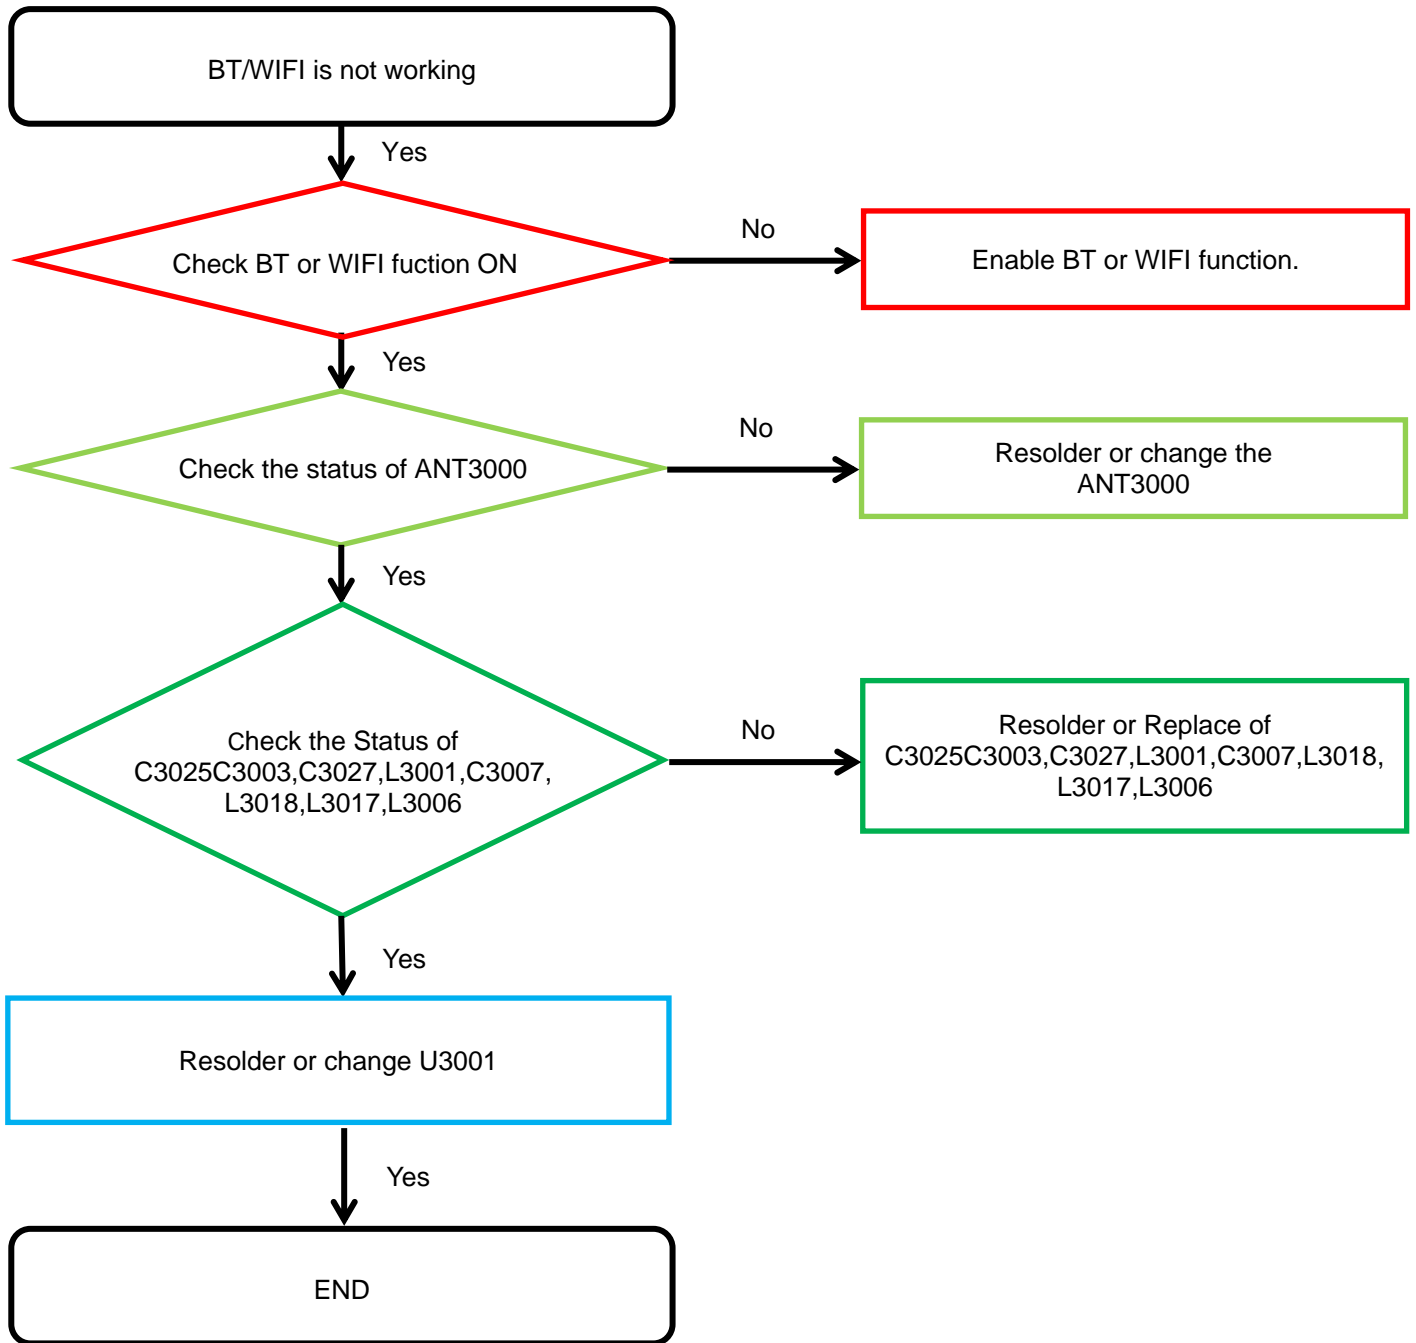 BT/WIFI is not working
Yes
Check BT or WIFI fuction ON
No
Enable BT or WIFI function.
Yes
Check the status of ANT3000
No
Resolder or change the
ANT3000
Yes
Check the Status of
C3025C3003,C3027,L3001,C3007,
L3018,L3017,L3006
No
Resolder or Replace of
C3025C3003,C3027,L3001,C3007,L3018,
L3017,L3006
Yes
Resolder or change U3001
Yes
END